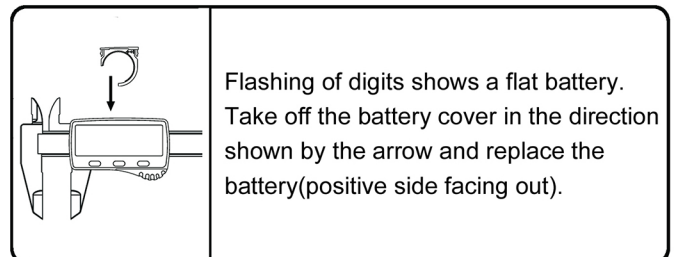 Flashing of digits shows a flat battery.
Take off the battery cover in the direction
shown by the arrow and replace the
battery(positive side facing out).